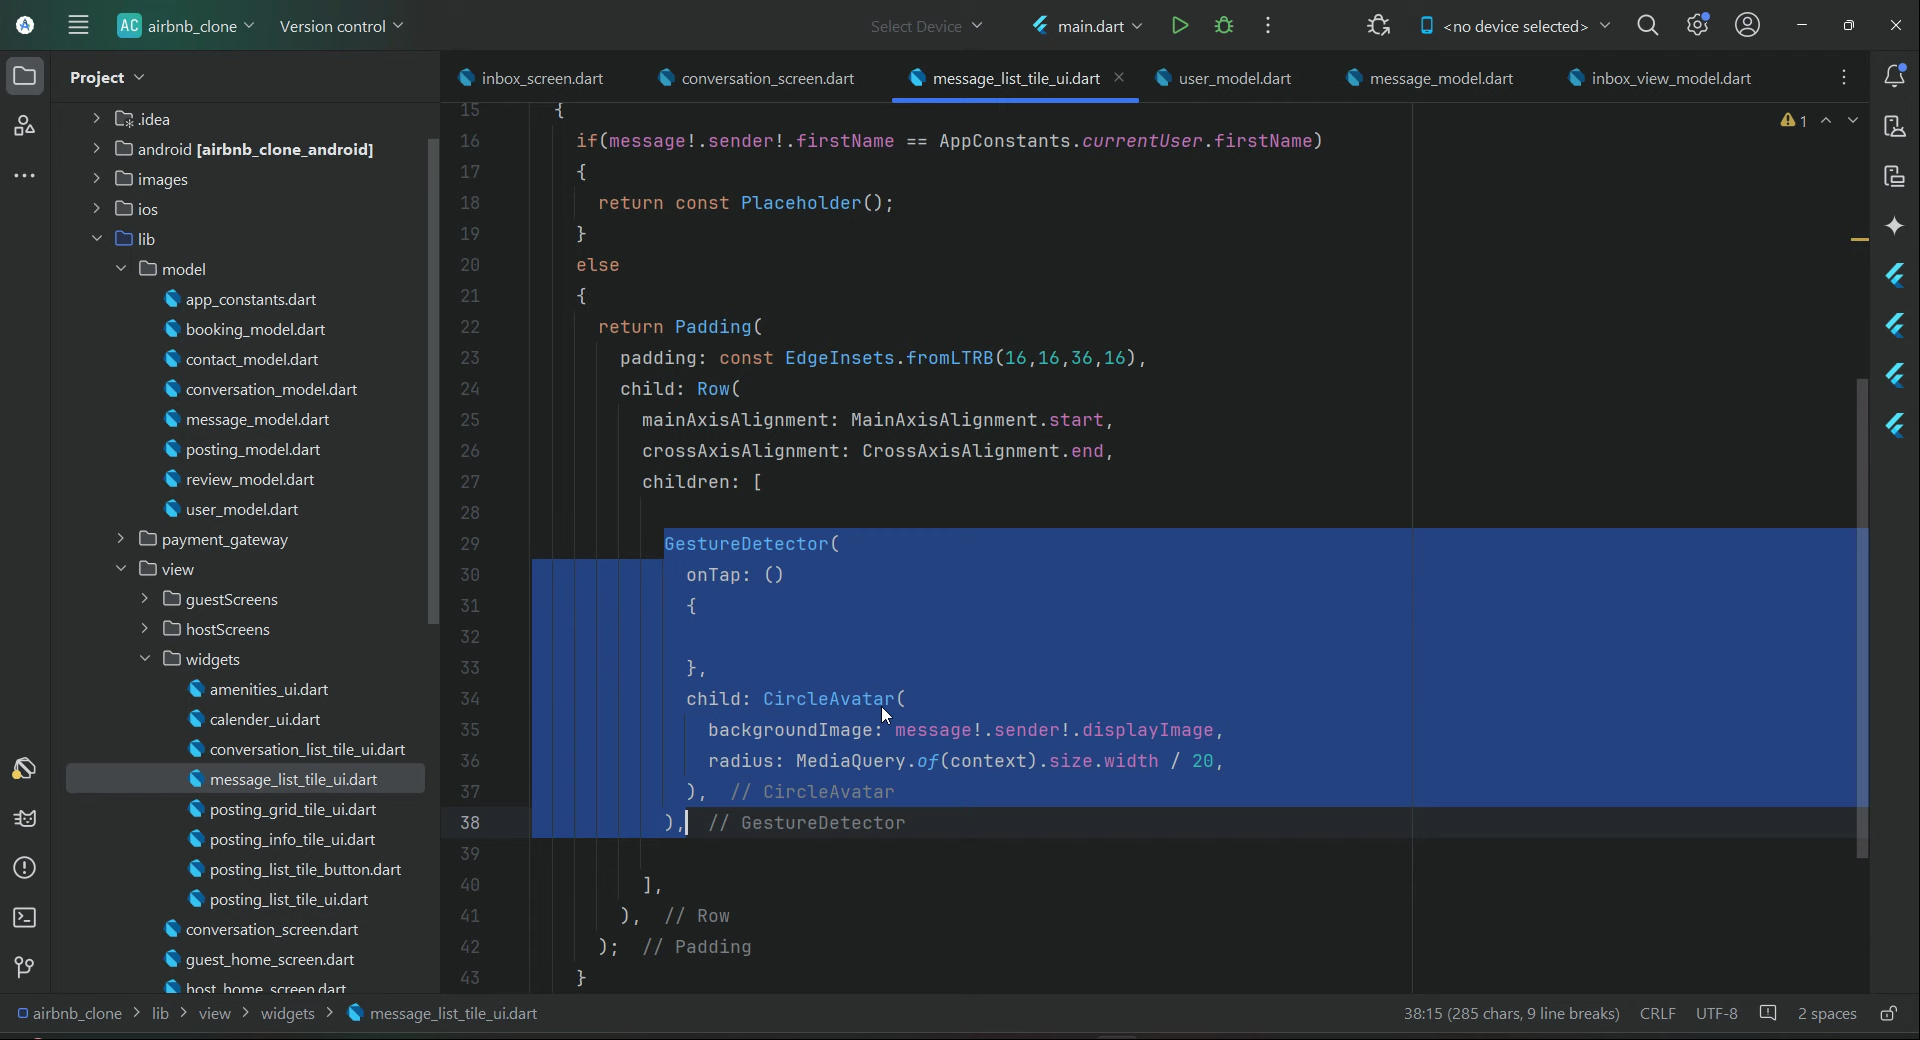 AC airbnb_clone Version control Select Device main.dart <no device selected>
Project
.idea
android [airbnb_clone_android]
images
ios
lib
model
app_constants.dart
booking_model.dart
contact_model.dart
conversation_model.dart
message_model.dart
posting_model.dart
review_model.dart
user_model.dart
payment_gateway
view
guestScreens
hostScreens
widgets
amenities_ui.dart
calender_ui.dart
conversation_list_tile_ui.dart
message_list_tile_ui.dart
posting_grid_tile_ui.dart
posting_info_tile_ui.dart
posting_list_tile_button.dart
posting_list_tile_ui.dart
conversation_screen.dart
guest_home_screen.dart
host_home_screen.dart
inbox_screen.dart conversation_screen.dart message_list_tile_ui.dart user_model.dart message_model.dart inbox_view_model.dart
1
15 {
16 if(message!.sender!.firstName == AppConstants.currentUser.firstName)
17 {
18 return const Placeholder();
19 }
20 else
21 {
22 return Padding(
23 padding: const EdgeInsets.fromLTRB(16,16,36,16),
24 child: Row(
25 mainAxisAlignment: MainAxisAlignment.start,
26 crossAxisAlignment: CrossAxisAlignment.end,
27 children: [
28
29 GestureDetector(
30 onTap: ()
31 {
32
33 },
34 child: CircleAvatar(
35 backgroundImage: message!.sender!.displayImage,
36 radius: MediaQuery.of(context).size.width / 20,
37 ), // CircleAvatar
38 ), // GestureDetector
39
40 ],
41 ), // Row
42 ); // Padding
43 }
airbnb_clone > lib > view > widgets > message_list_tile_ui.dart 38:15 (285 chars, 9 line breaks) CRLF UTF-8 2 spaces